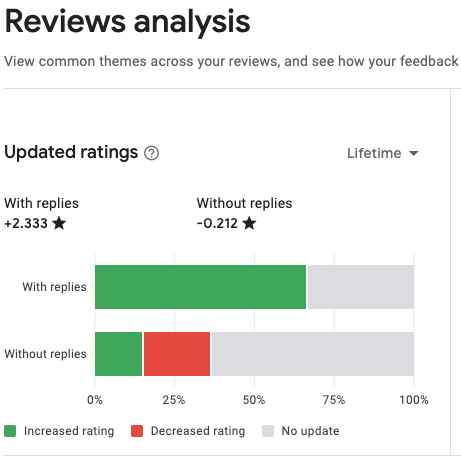 Reviews analysis
View common themes across your reviews, and see how your feedback
Updated ratings
Lifetime
With replies
+2.333 ★
Without replies
-0.212 ★
With replies
Without replies
0% 25% 50% 75% 100%
Increased rating Decreased rating No update